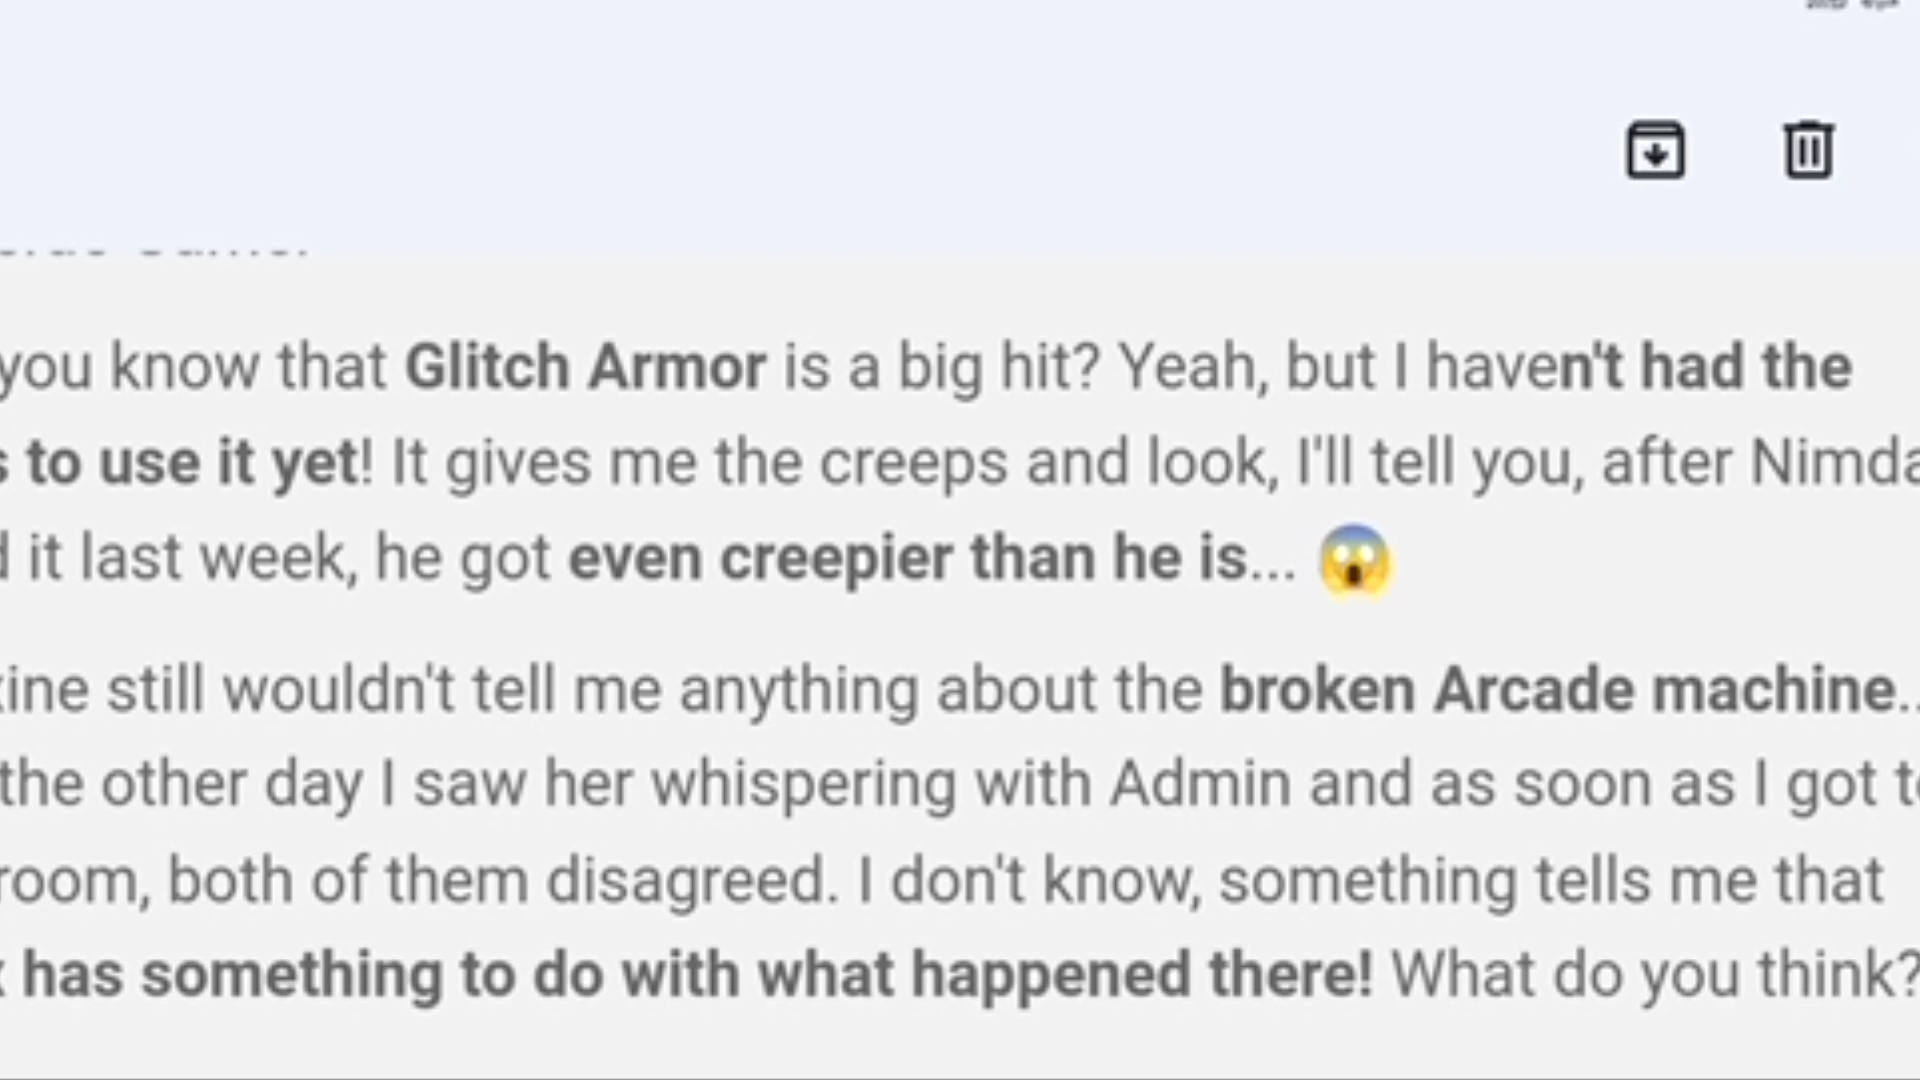 you know that Glitch Armor is a big hit? Yeah, but I haven't had the
to use it yet! It gives me the creeps and look, I'll tell you, after Nimda
it last week, he got even creepier than he is... 😱
still wouldn't tell me anything about the broken Arcade machine..
the other day I saw her whispering with Admin and as soon as I got
room, both of them disagreed. I don't know, something tells me that
has something to do with what happened there! What do you think?